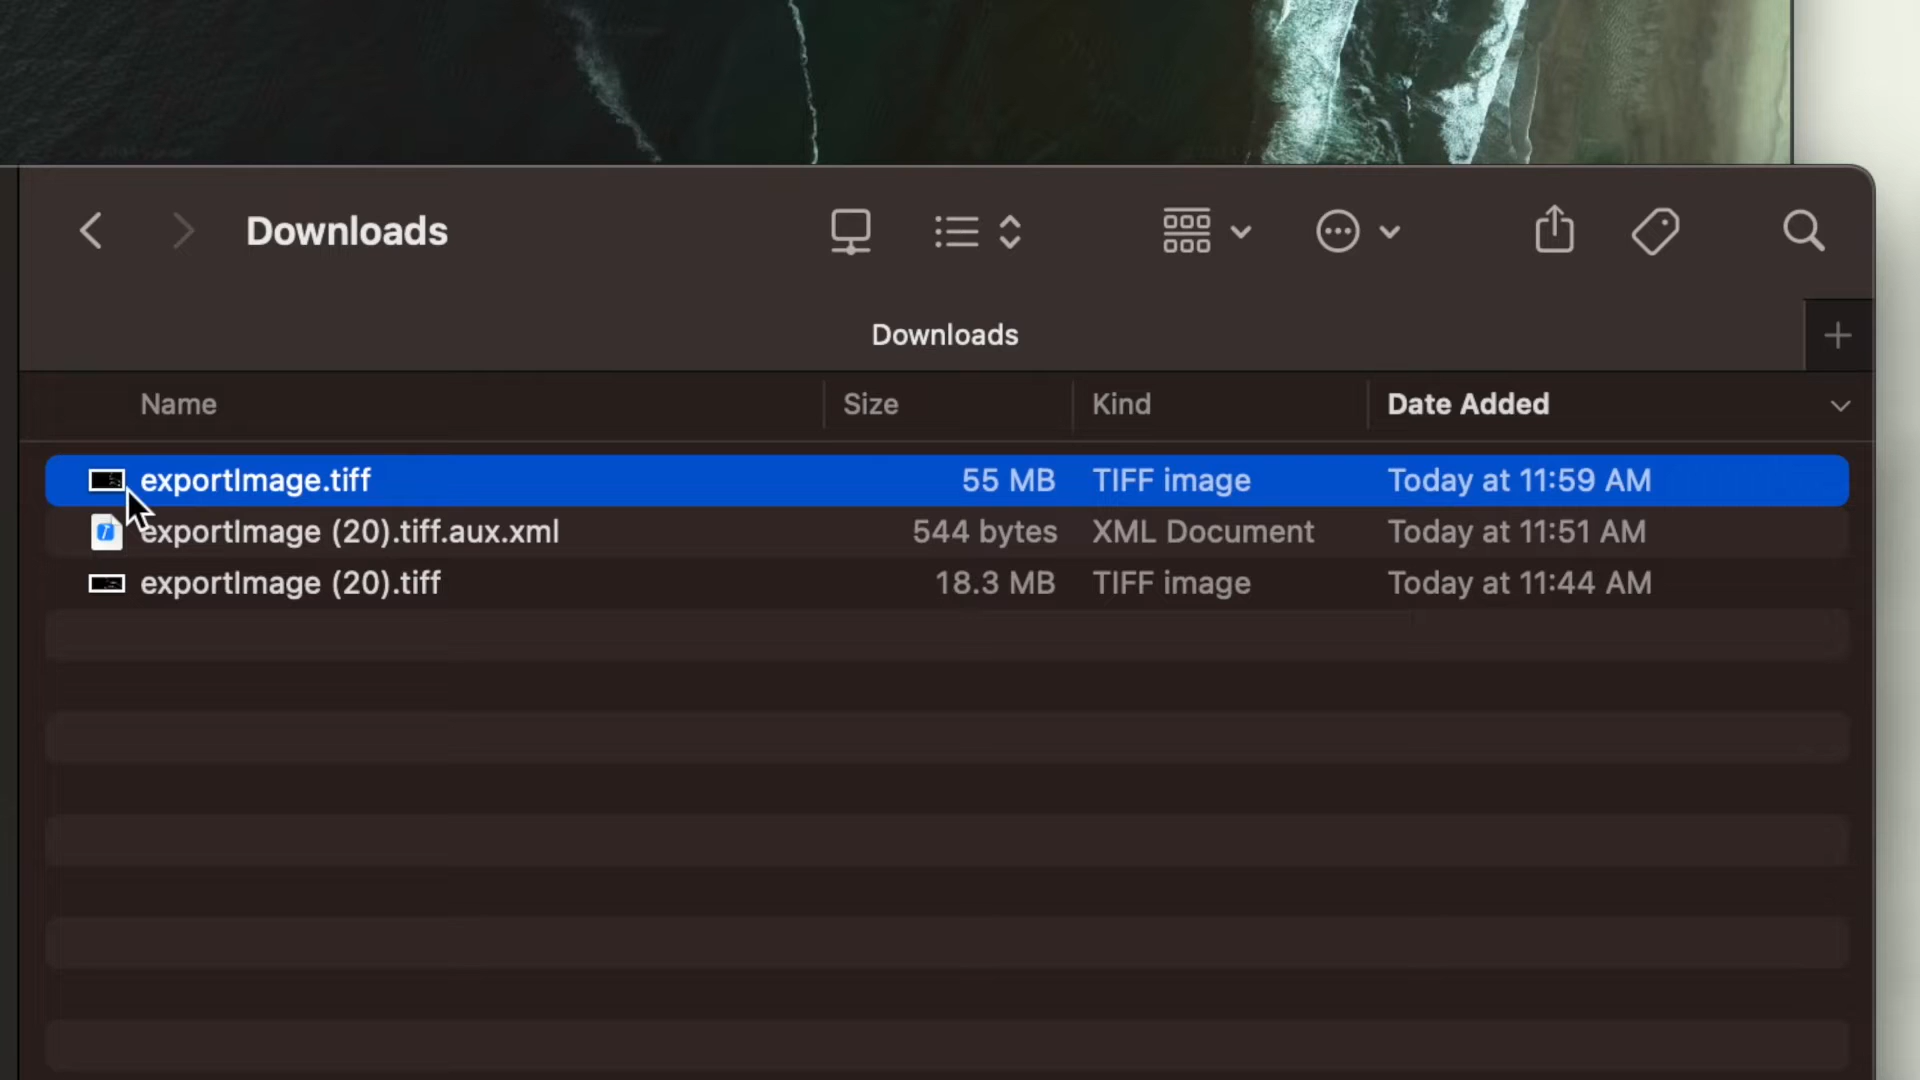 Downloads
Downloads
Name Size Kind Date Added
exportImage.tiff 55 MB TIFF image Today at 11:59 AM
exportImage (20).tiff.aux.xml 544 bytes XML Document Today at 11:51 AM
exportImage (20).tiff 18.3 MB TIFF image Today at 11:44 AM